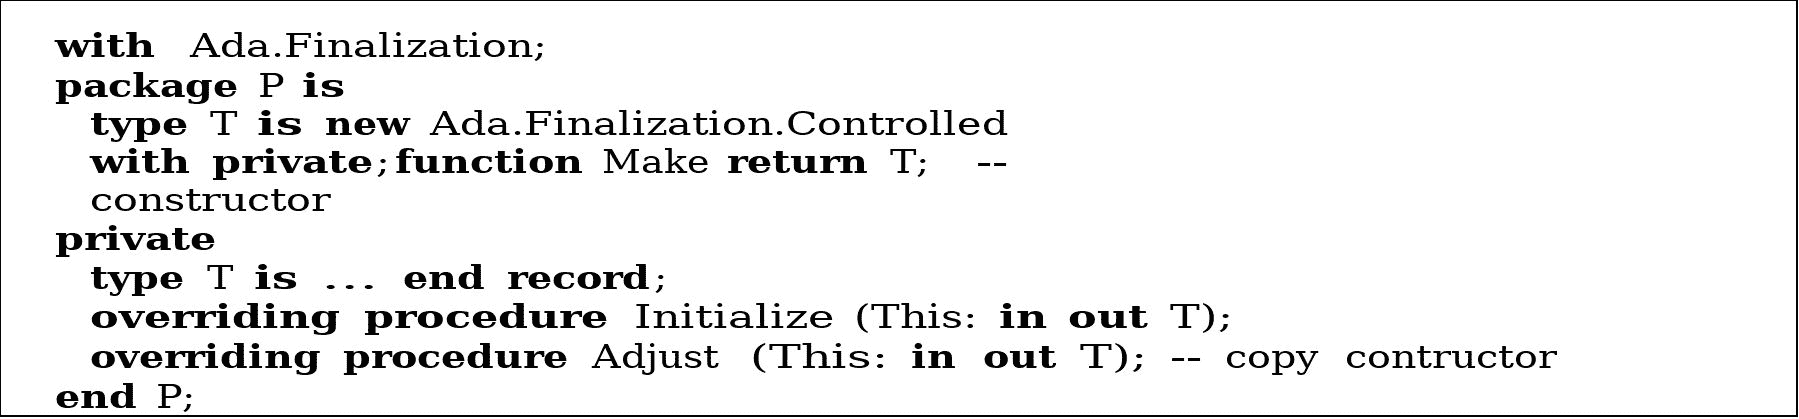 with Ada.Finalization;
package P is
type T is new Ada.Finalization.Controlled
with private;function Make return T; --
constructor
private
type T is ... end record;
overriding procedure Initialize (This: in out T);
overriding procedure Adjust (This: in out T); -- copy contructor
end P;